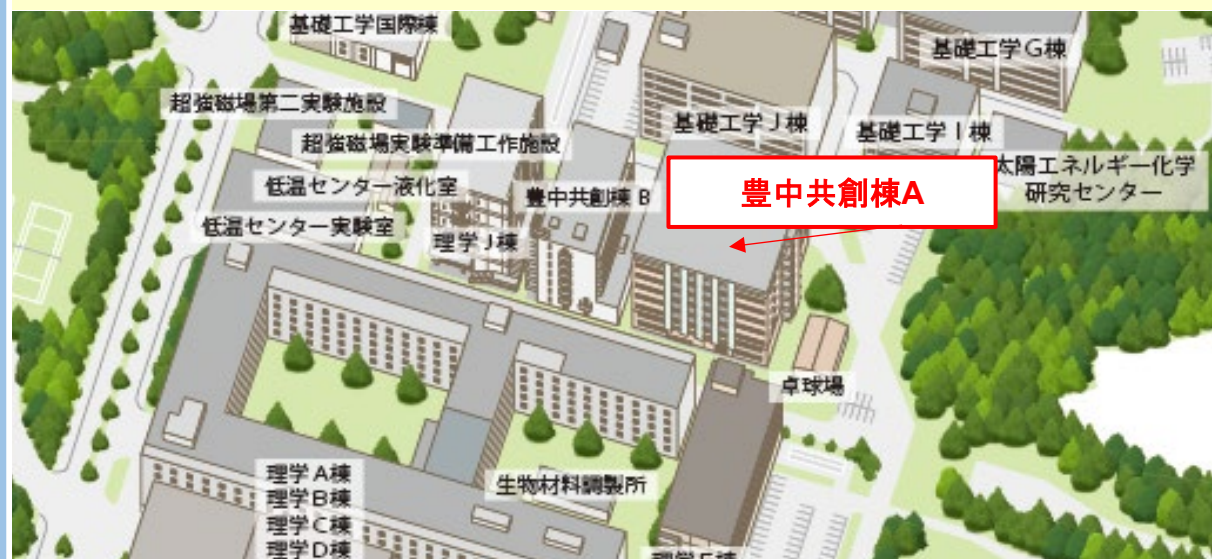 基礎工学国際棟
基礎工学G棟
超強磁場第二実験施設
基礎工学J棟
基礎工学I棟
超強磁場実験準備工作施設
太陽エネルギー化学
研究センター
低温センター液化室
豊中共創棟 B
豊中共創棟A
低温センター実験室
理学J棟
卓球場
理学A棟
理学B棟
理学C棟
理学D棟
生物材料調製所